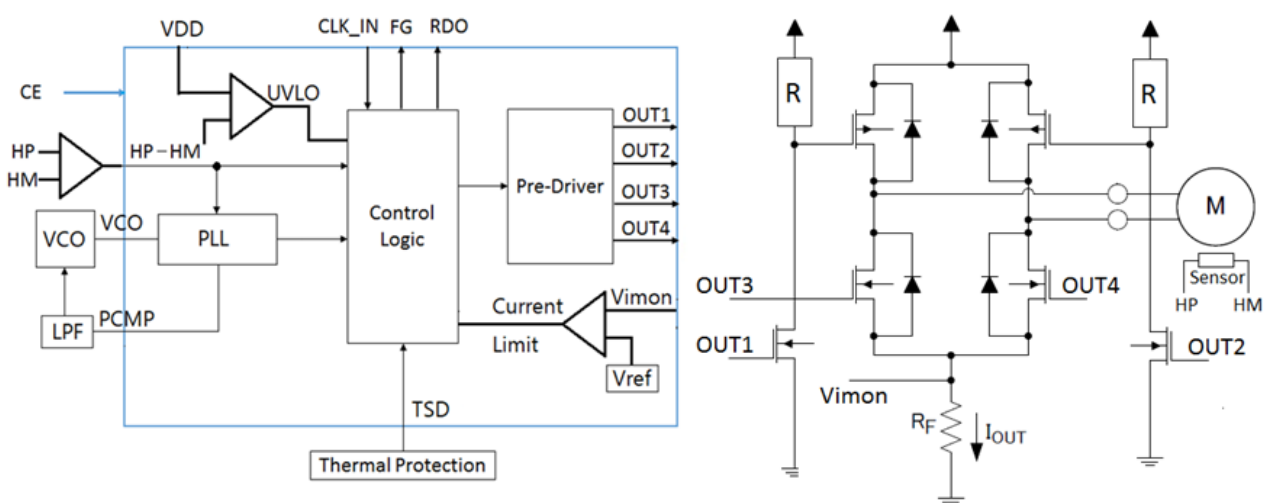 VDD
CLK_IN FG RDO
CE
UVLO
HP
HM
HP-HM
OUT1
OUT2
OUT3
OUT4
Pre-Driver
Control
Logic
VCO
VCO
PLL
LPF
PCMP
Current
Limit
Vimon
Vref
TSD
Thermal Protection
R
R
M
Sensor
HP
HM
OUT3
OUT4
OUT1
OUT2
Vimon
RF
IOUT